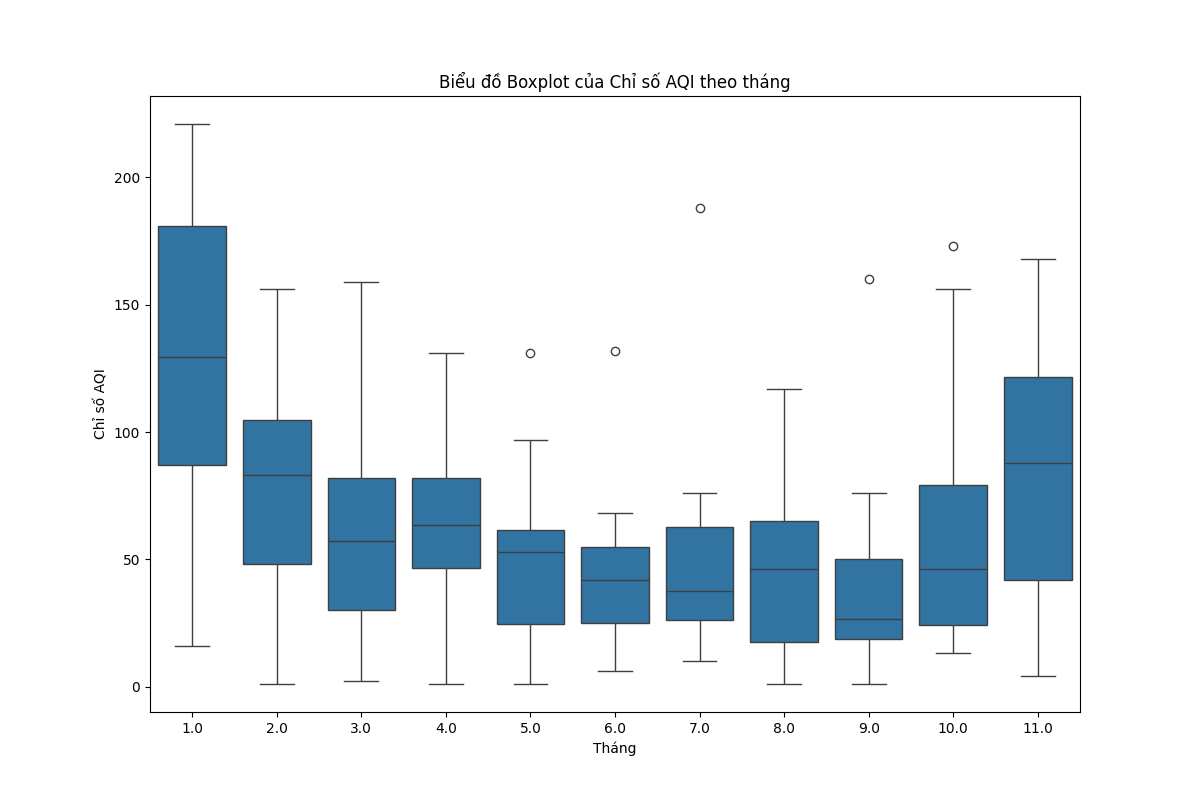 Biểu đồ Boxplot của Chỉ số AQI theo tháng
Chỉ số AQI
200
150
100
50
0
1.0 2.0 3.0 4.0 5.0 6.0 7.0 8.0 9.0 10.0 11.0
Tháng